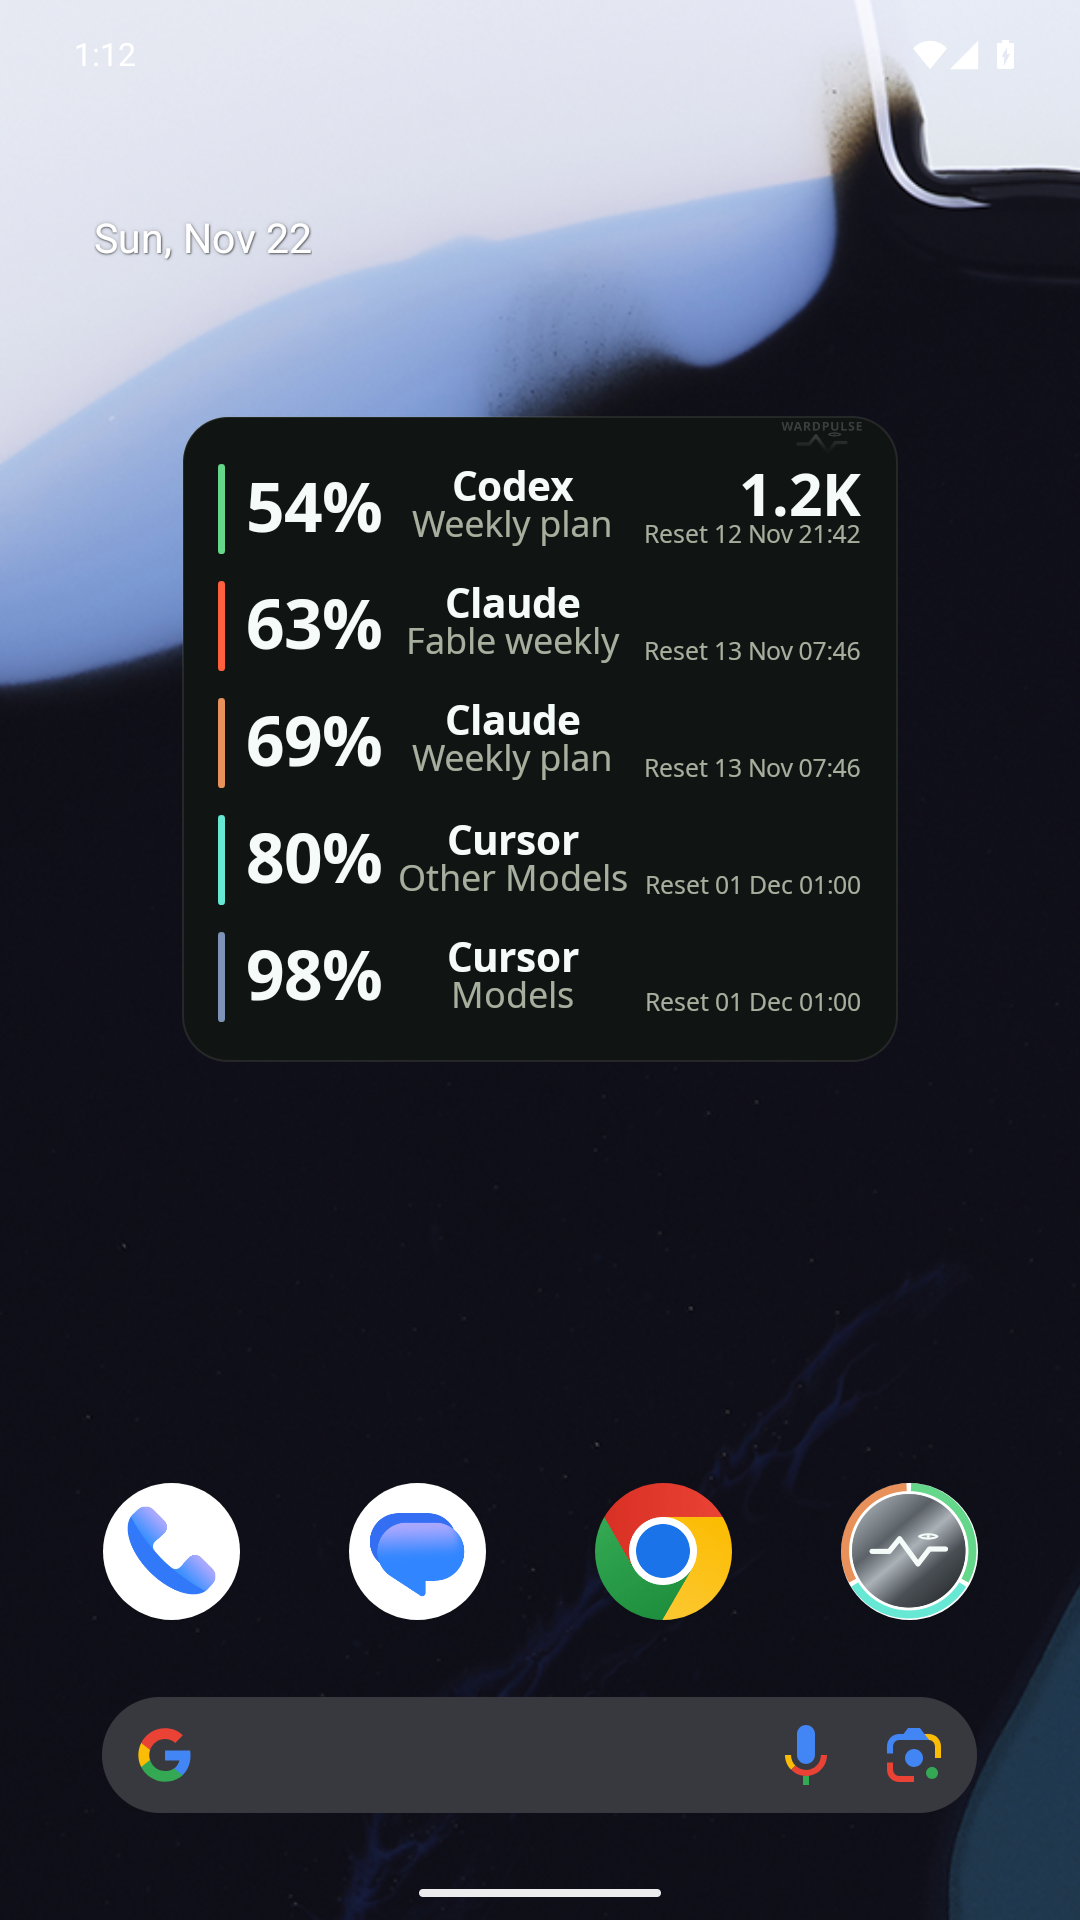 1:12
Sun, Nov 22
WARDPULSE
54%
Codex
Weekly plan
1.2K
Reset 12 Nov 21:42
63%
Claude
Fable weekly
Reset 13 Nov 07:46
69%
Claude
Weekly plan
Reset 13 Nov 07:46
80%
Cursor
Other Models
Reset 01 Dec 01:00
98%
Cursor
Models
Reset 01 Dec 01:00